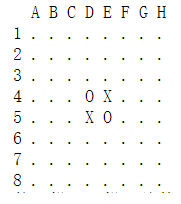 A B C D E F G H
1 . . . . . . . .
2 . . . . . . . .
3 . . . . . . . .
4 . . . O X . . .
5 . . . X O . . .
6 . . . . . . . .
7 . . . . . . . .
8 . . . . . . . .